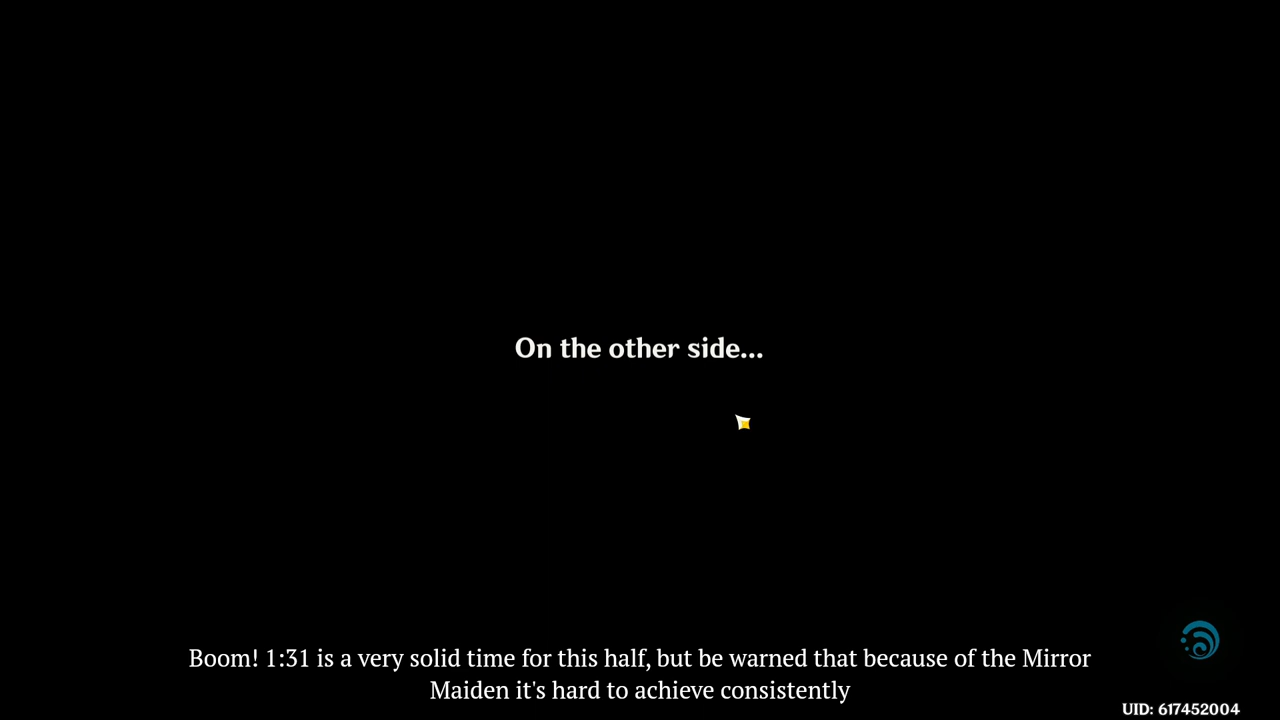 On the other side...
Boom! 1:31 is a very solid time for this half, but be warned that because of the Mirror
Maiden it's hard to achieve consistently
UID: 617452004